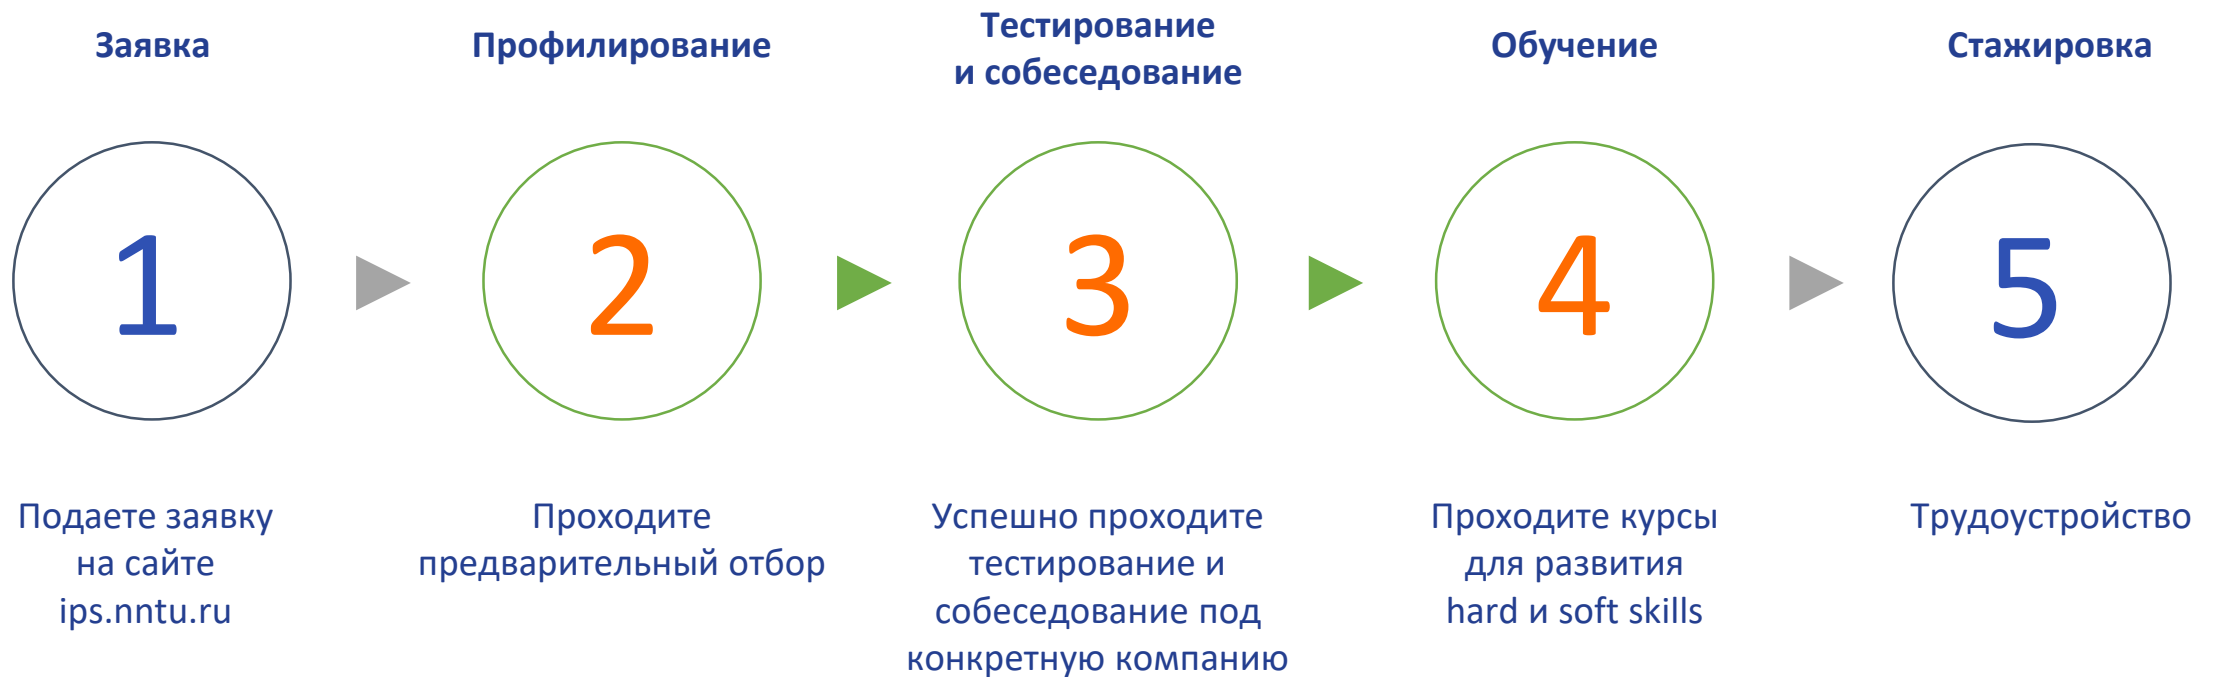 Заявка
Профилирование
Тестирование
и собеседование
Обучение
Стажировка
1
2
3
4
5
Подаете заявку
на сайте
ips.nntu.ru
Проходите
предварительный отбор
Успешно проходите
тестирование и
собеседование под
конкретную компанию
Проходите курсы
для развития
hard и soft skills
Трудоустройство